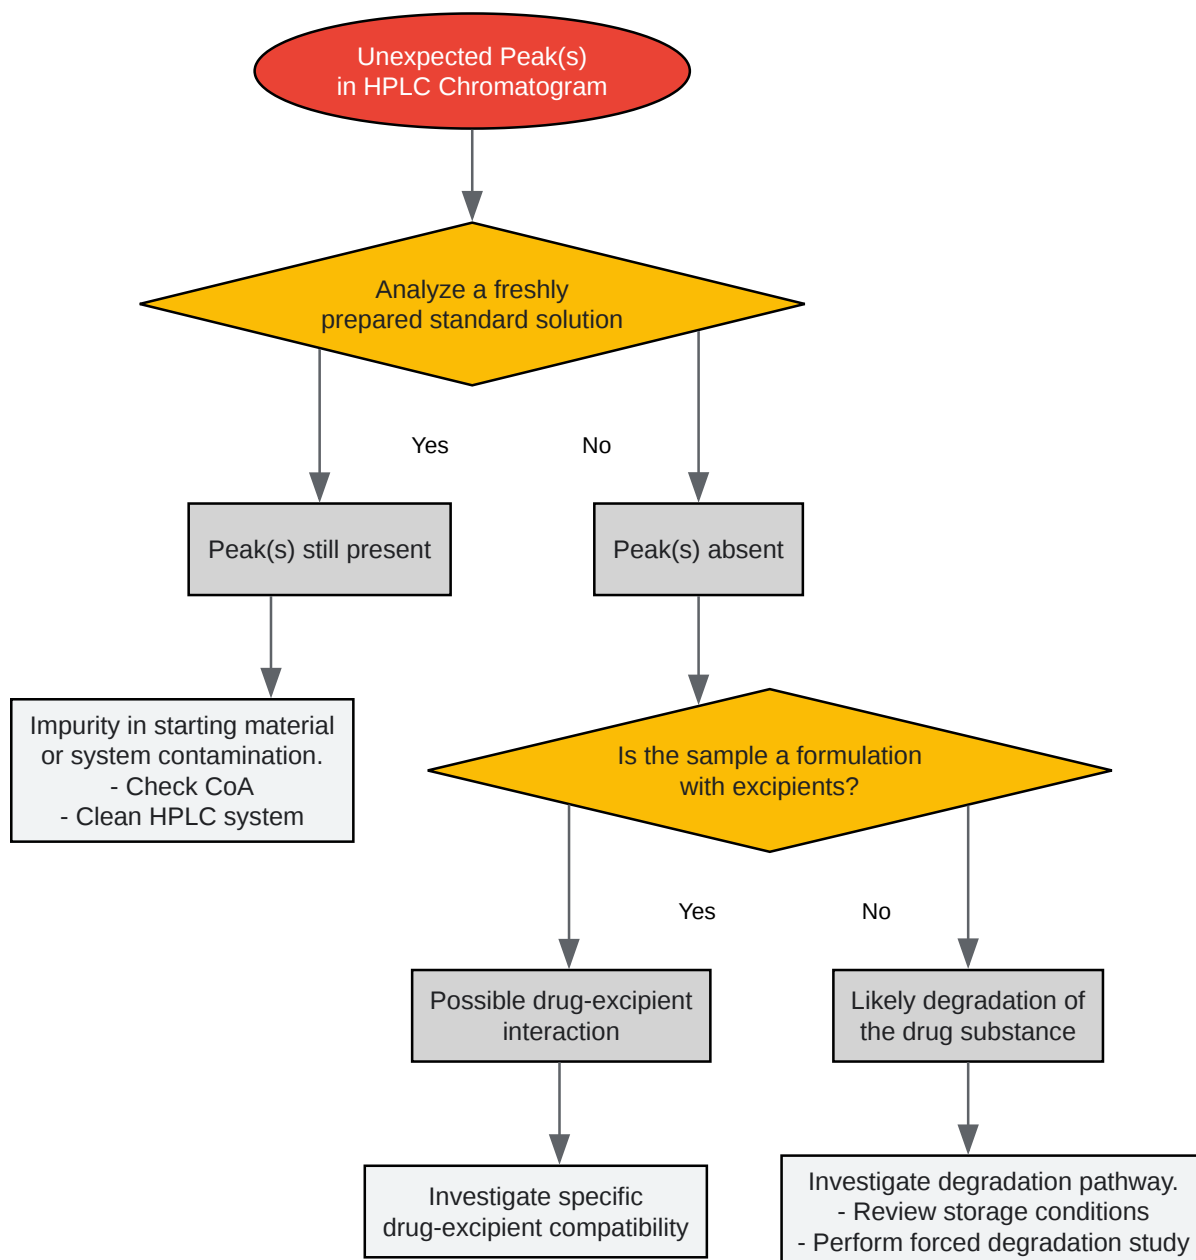 Unexpected Peak(s)
in HPLC Chromatogram
Analyze a freshly
prepared standard solution
Yes
No
Peak(s) still present
Peak(s) absent
Impurity in starting material
or system contamination.
- Check CoA
- Clean HPLC system
Is the sample a formulation
with excipients?
Yes
No
Possible drug-excipient
interaction
Likely degradation of
the drug substance
Investigate specific
drug-excipient compatibility
Investigate degradation pathway.
- Review storage conditions
- Perform forced degradation study